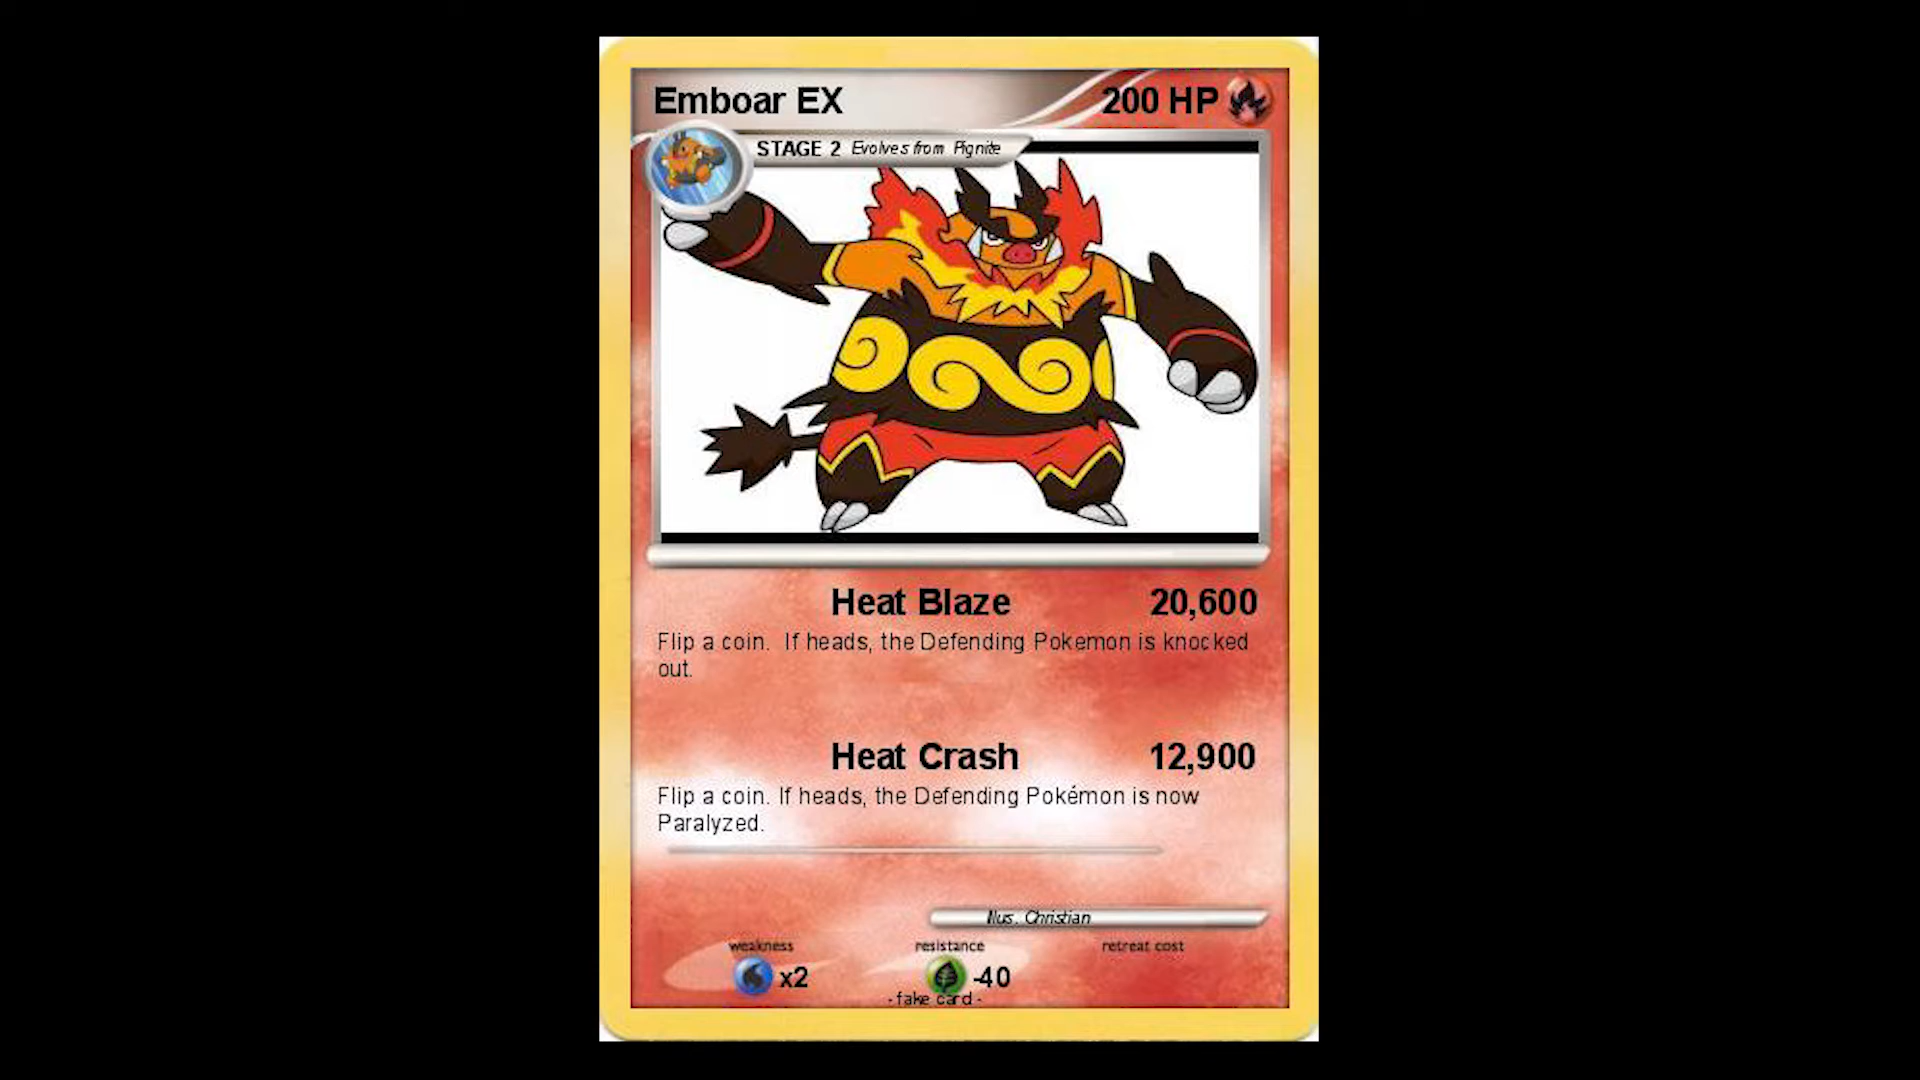 Emboar EX 200 HP
STAGE 2 Evolves from Pignite
Heat Blaze 20,600
Flip a coin. If heads, the Defending Pokemon is knocked
out.
Heat Crash 12,900
Flip a coin. If heads, the Defending Pokémon is now
Paralyzed.
Illus. Christian
weakness resistance retreat cost
x2 -40
- fake card -